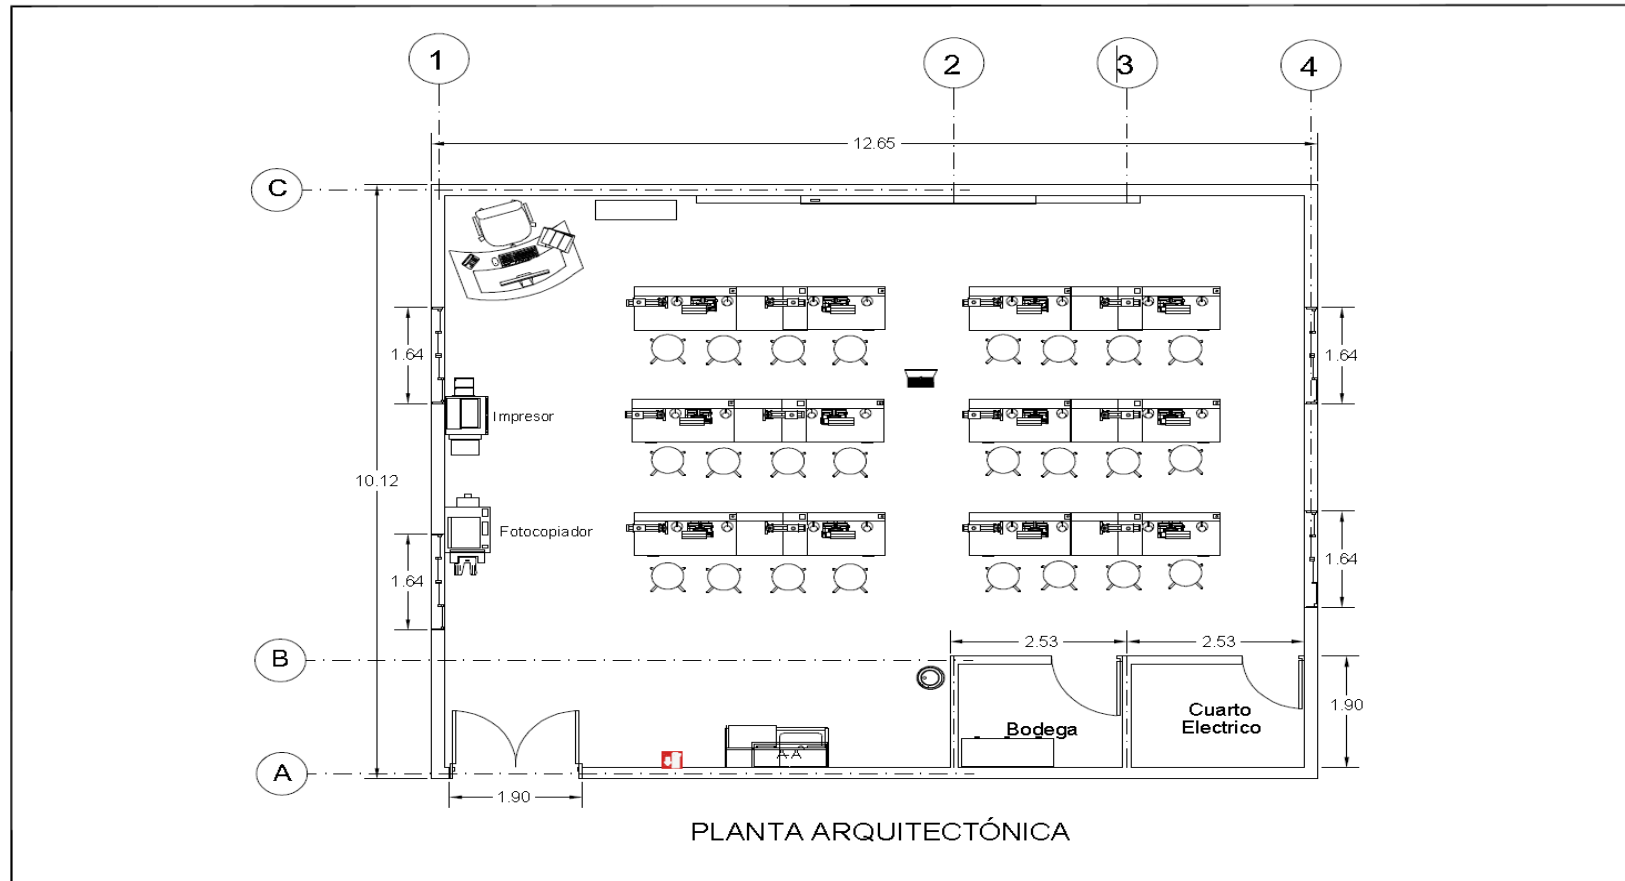 1
2
3
4
12.65
C
1.64
1.64
Impresor
10.12
Fotocopiador
1.64
1.64
2.53
2.53
B
1.90
Cuarto
Electrico
Bodega
A-A
A
1.90
PLANTA ARQUITECTÓNICA